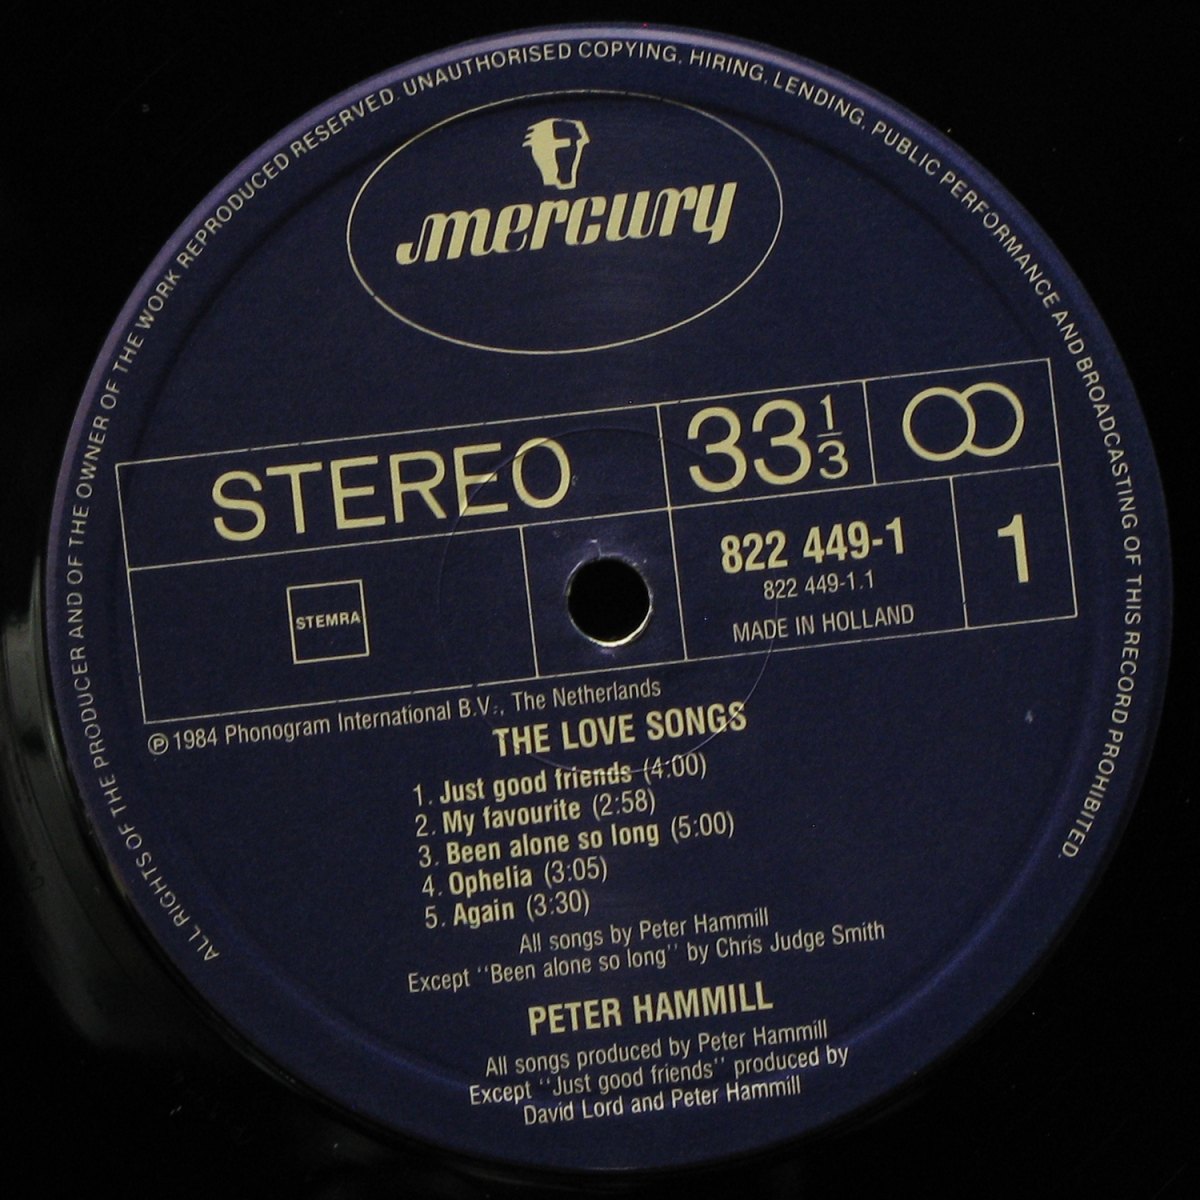 ALL RIGHTS OF THE PRODUCER AND OF THE OWNER OF THE WORK REPRODUCED RESERVED. UNAUTHORISED COPYING, HIRING, LENDING, PUBLIC PERFORMANCE AND BROADCASTING OF THIS RECORD PROHIBITED.
mercury
STEREO
33 1/3
STEMRA
822 449-1
822 449-1.1
MADE IN HOLLAND
1
℗ 1984 Phonogram International B.V., The Netherlands
THE LOVE SONGS
1. Just good friends (4:00)
2. My favourite (2:58)
3. Been alone so long (5:00)
4. Ophelia (3:05)
5. Again (3:30)
All songs by Peter Hammill
Except "Been alone so long" by Chris Judge Smith
PETER HAMMILL
All songs produced by Peter Hammill
Except "Just good friends" produced by
David Lord and Peter Hammill